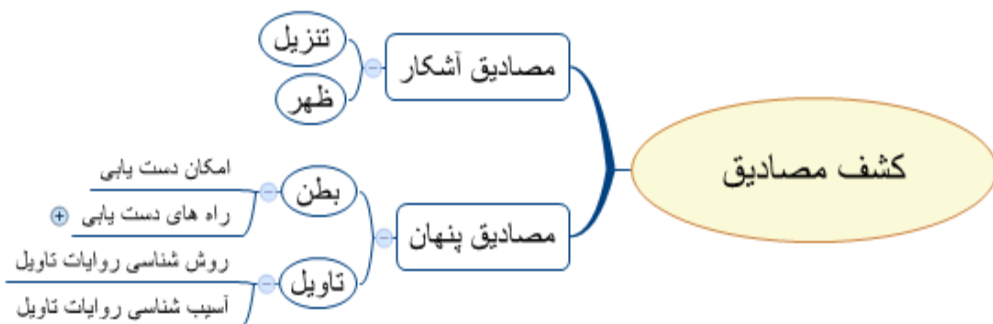 کشف مصادیق
مصادیق آشکار
تنزیل
ظهر
مصادیق پنهان
بطن
امکان دست یابی
راه های دست یابی
تاویل
روش شناسی روایات تاویل
آسیب شناسی روایات تاویل